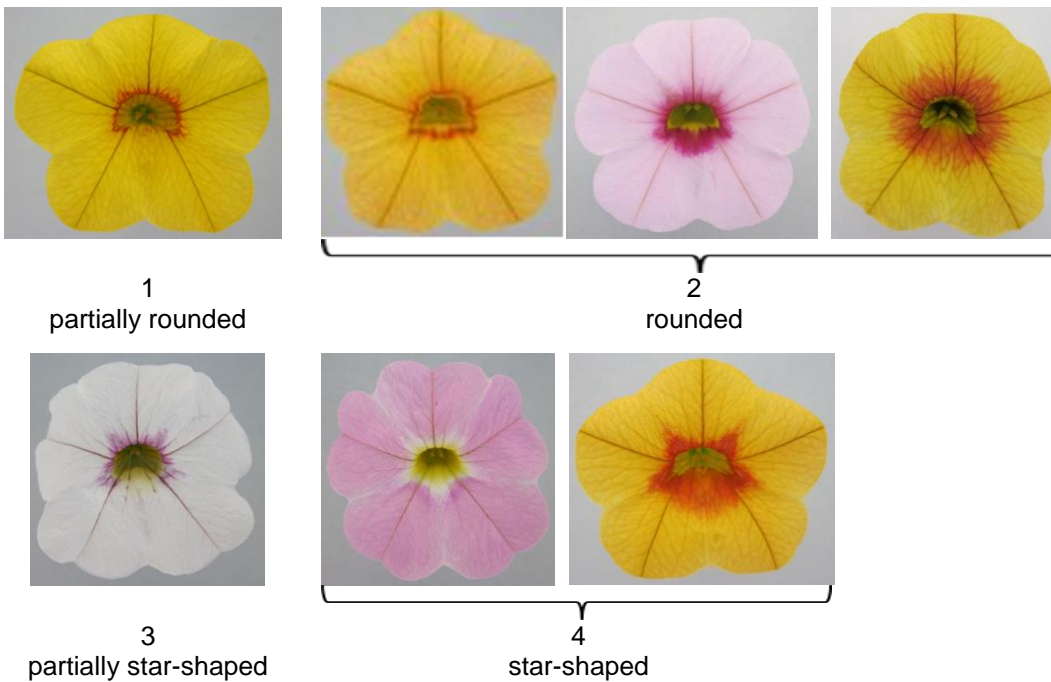 1
partially rounded
2
rounded
3
partially star-shaped
4
star-shaped